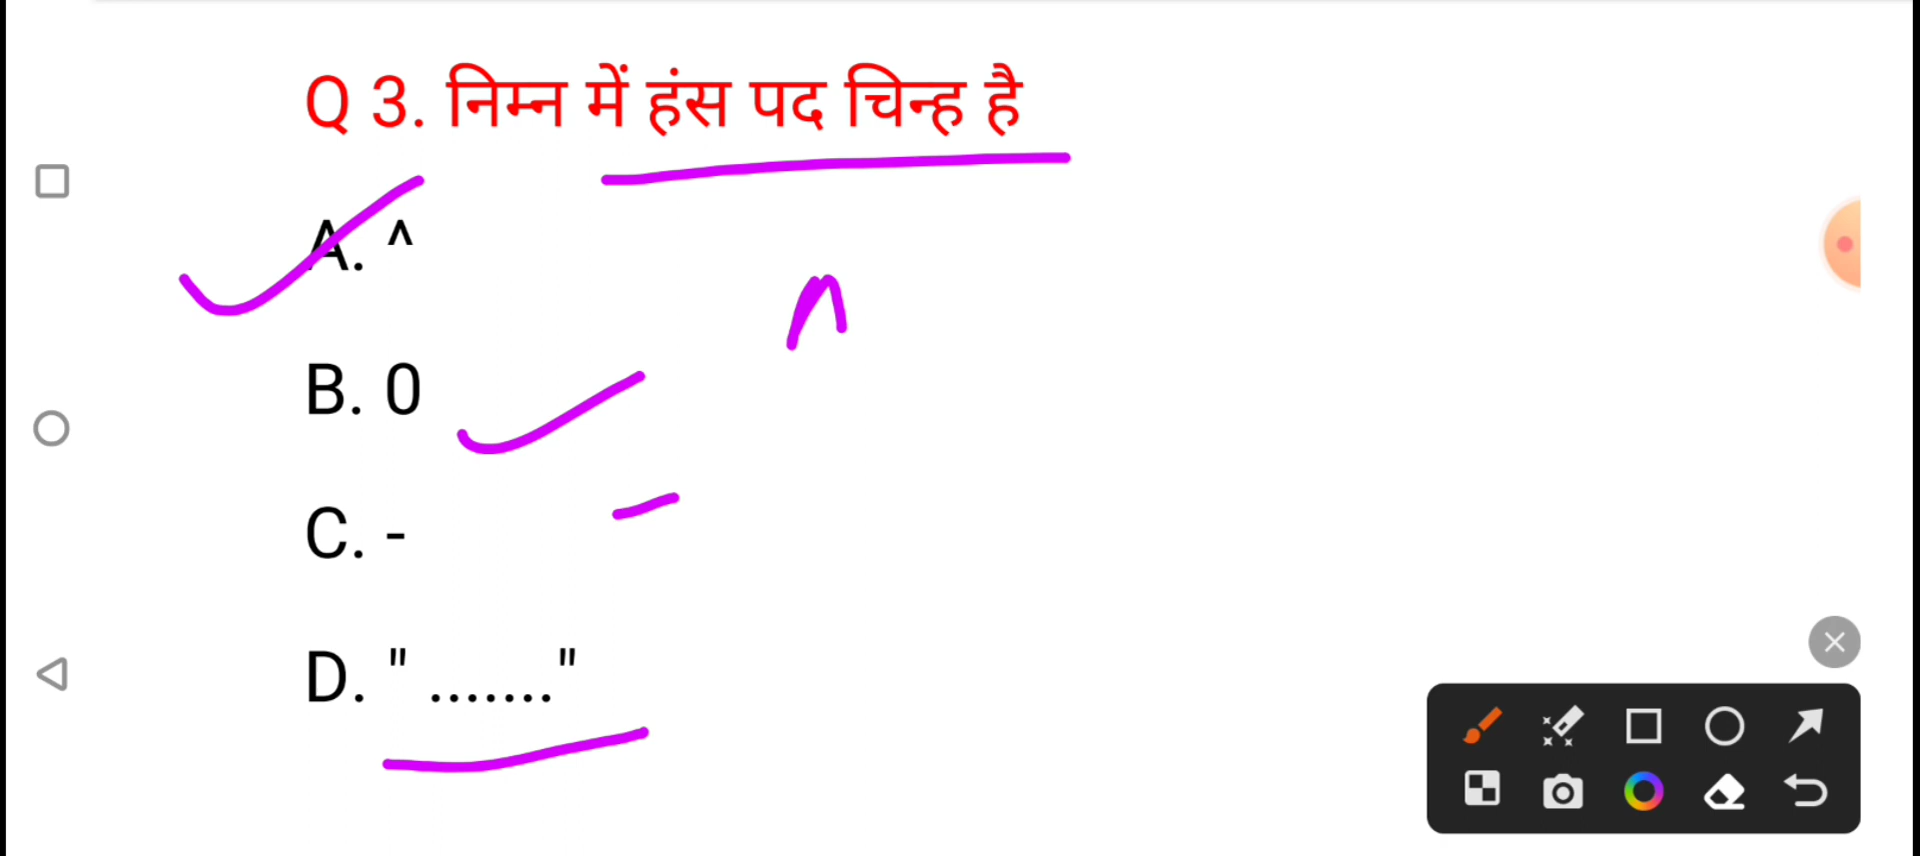 Q 3. निम्न में हंस पद चिन्ह है
A. ^
B. 0
C. -
D. " ......."